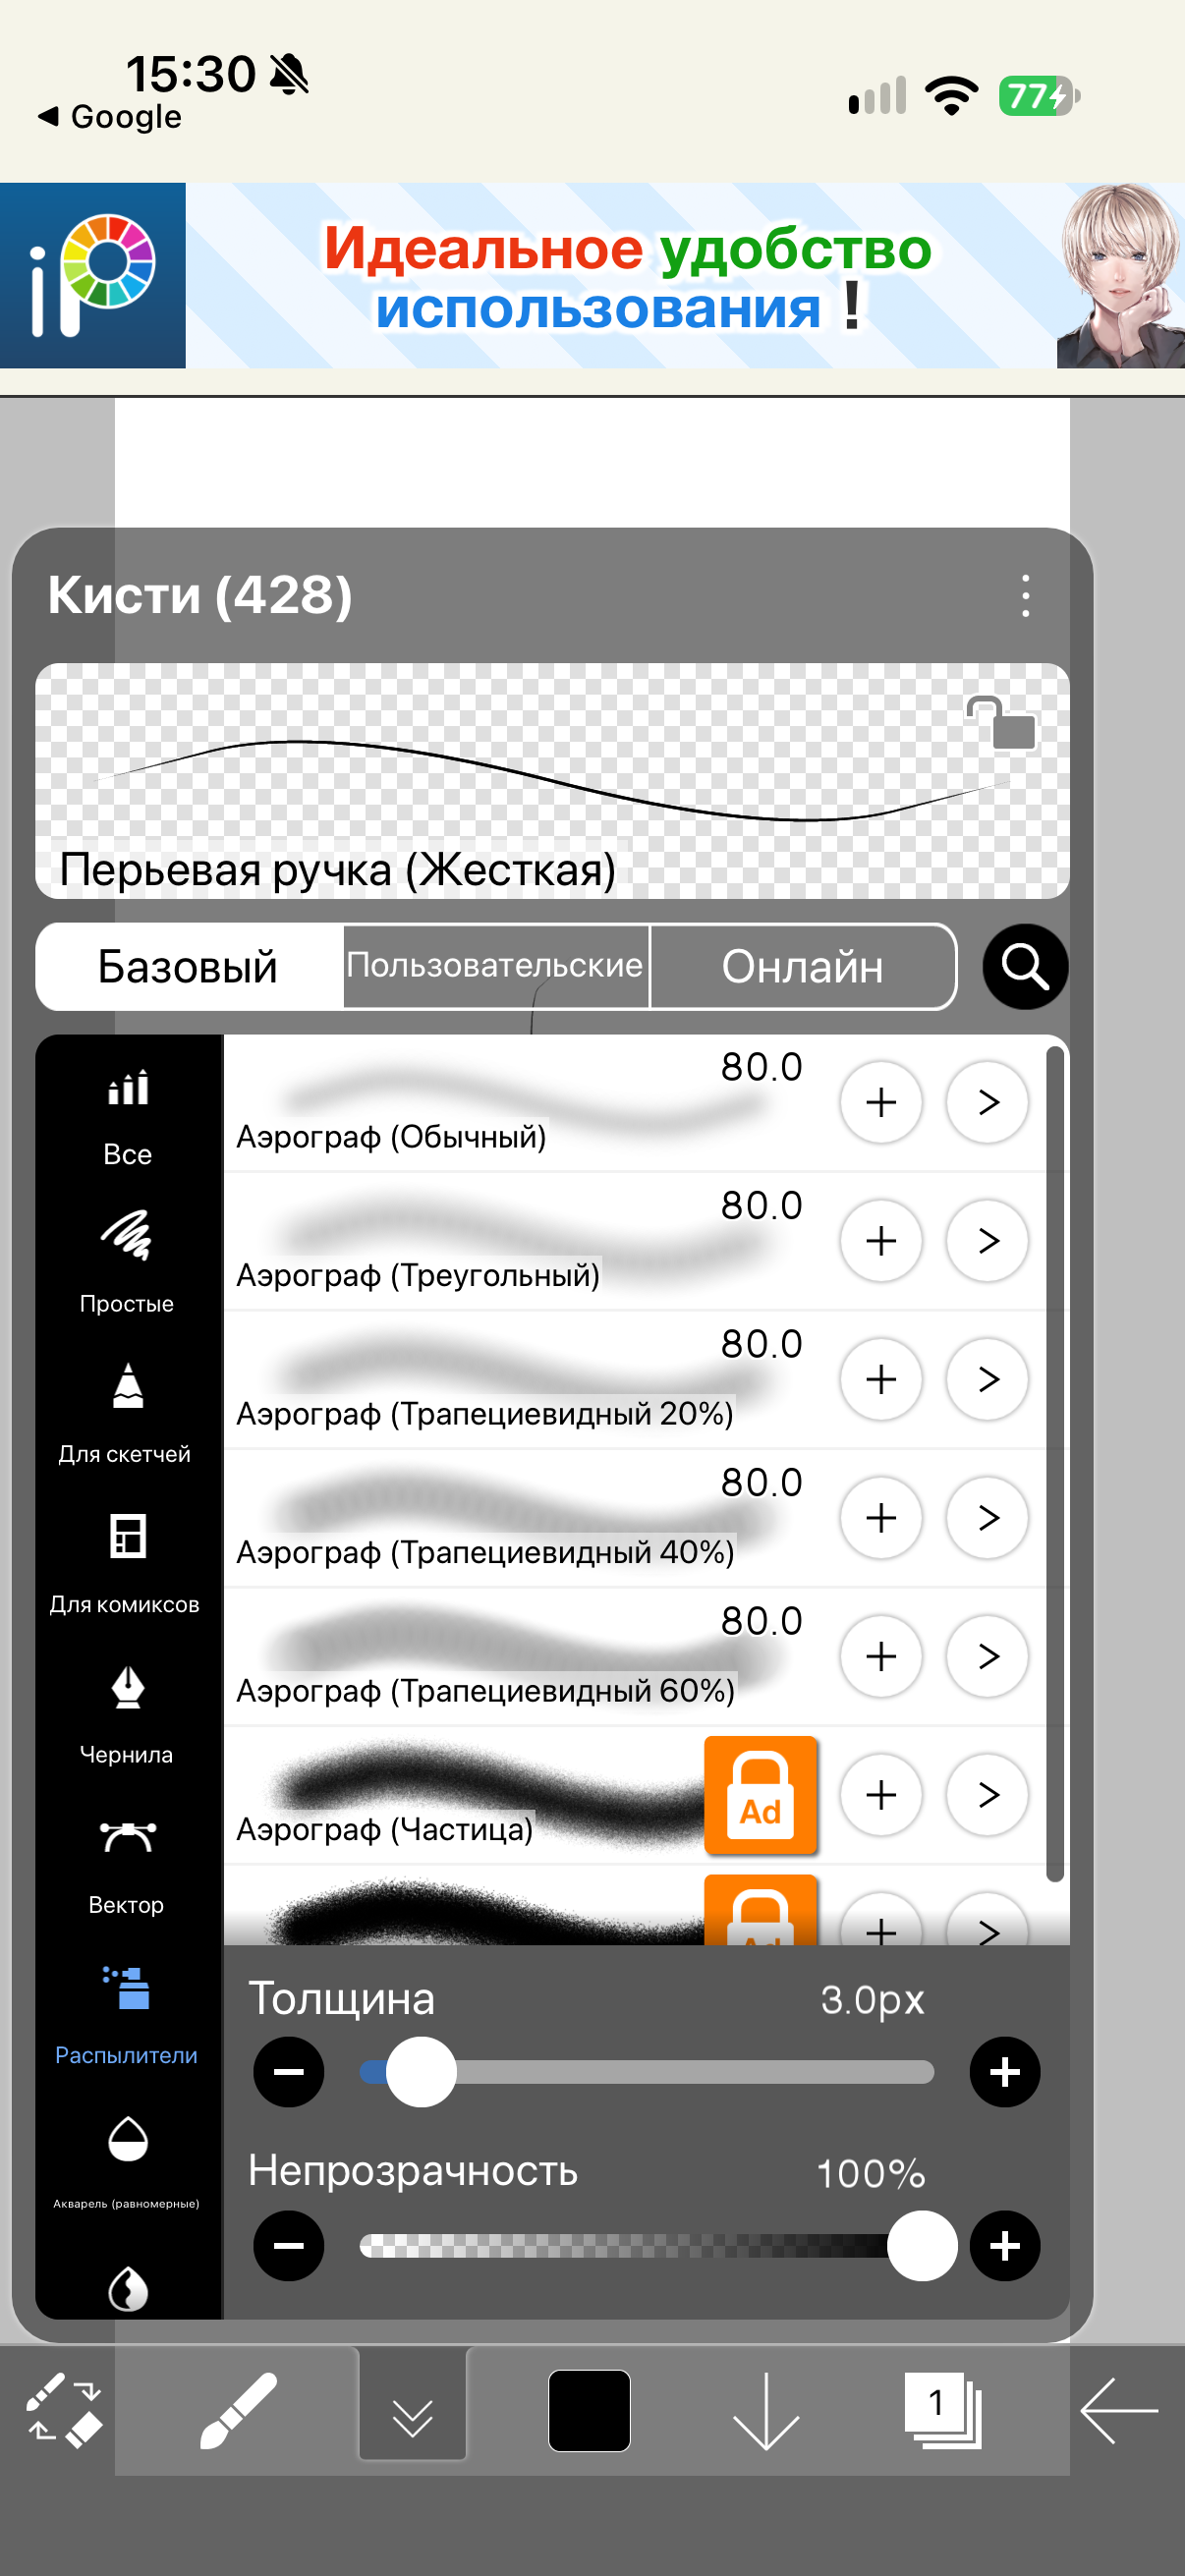 15:30
Google
77
iP
Идеальное удобство
использования !
Кисти (428)
Перьевая ручка (Жесткая)
Базовый
Пользовательские
Онлайн
Все
Простые
Для скетчей
Для комиксов
Чернила
Вектор
Распылители
Акварель (равномерные)
80.0
Аэрограф (Обычный)
80.0
Аэрограф (Треугольный)
80.0
Аэрограф (Трапециевидный 20%)
80.0
Аэрограф (Трапециевидный 40%)
80.0
Аэрограф (Трапециевидный 60%)
Ad
Аэрограф (Частица)
Ad
Толщина
3.0px
Непрозрачность
100%
1